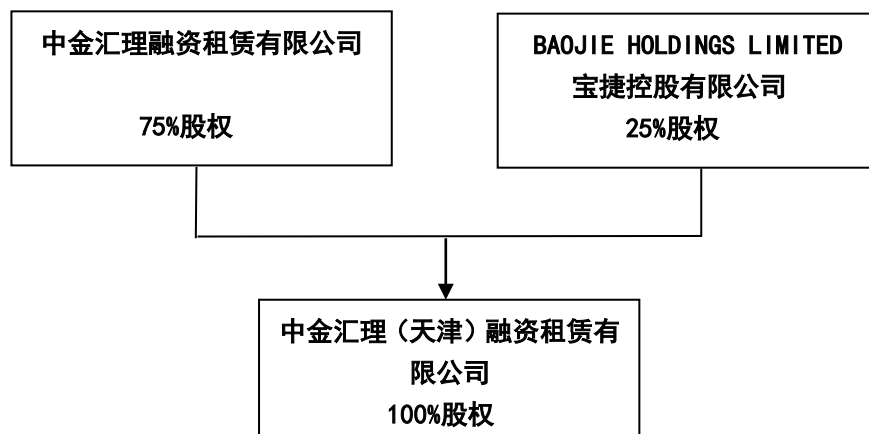 中金汇理融资租赁有限公司
75%股权
BAOJIE HOLDINGS LIMITED
宝捷控股有限公司
25%股权
中金汇理（天津）融资租赁有
限公司
100%股权